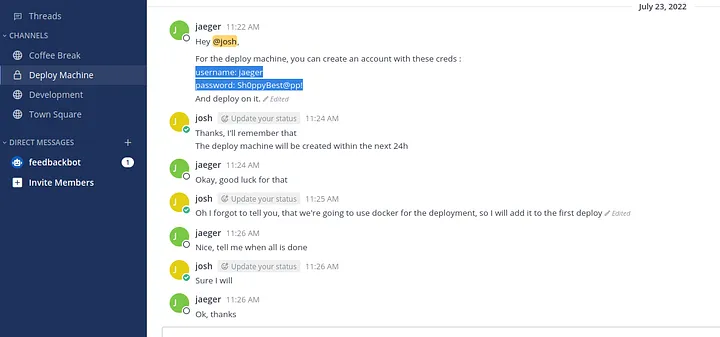 July 23, 2022
Threads
CHANNELS
Coffee Break
Deploy Machine
Development
Town Square
DIRECT MESSAGES +
feedbackbot 1
Invite Members
J jaeger 11:22 AM
Hey @josh,
For the deploy machine, you can create an account with these creds :
username: jaeger
password: Sh0ppyBest@pp!
And deploy on it. Edited
J josh Update your status 11:24 AM
Thanks, I'll remember that
The deploy machine will be created within the next 24h
J jaeger 11:24 AM
Okay, good luck for that
J josh Update your status 11:25 AM
Oh I forgot to tell you, that we're going to use docker for the deployment, so I will add it to the first deploy Edited
J jaeger 11:26 AM
Nice, tell me when all is done
J josh Update your status 11:26 AM
Sure I will
J jaeger 11:26 AM
Ok, thanks